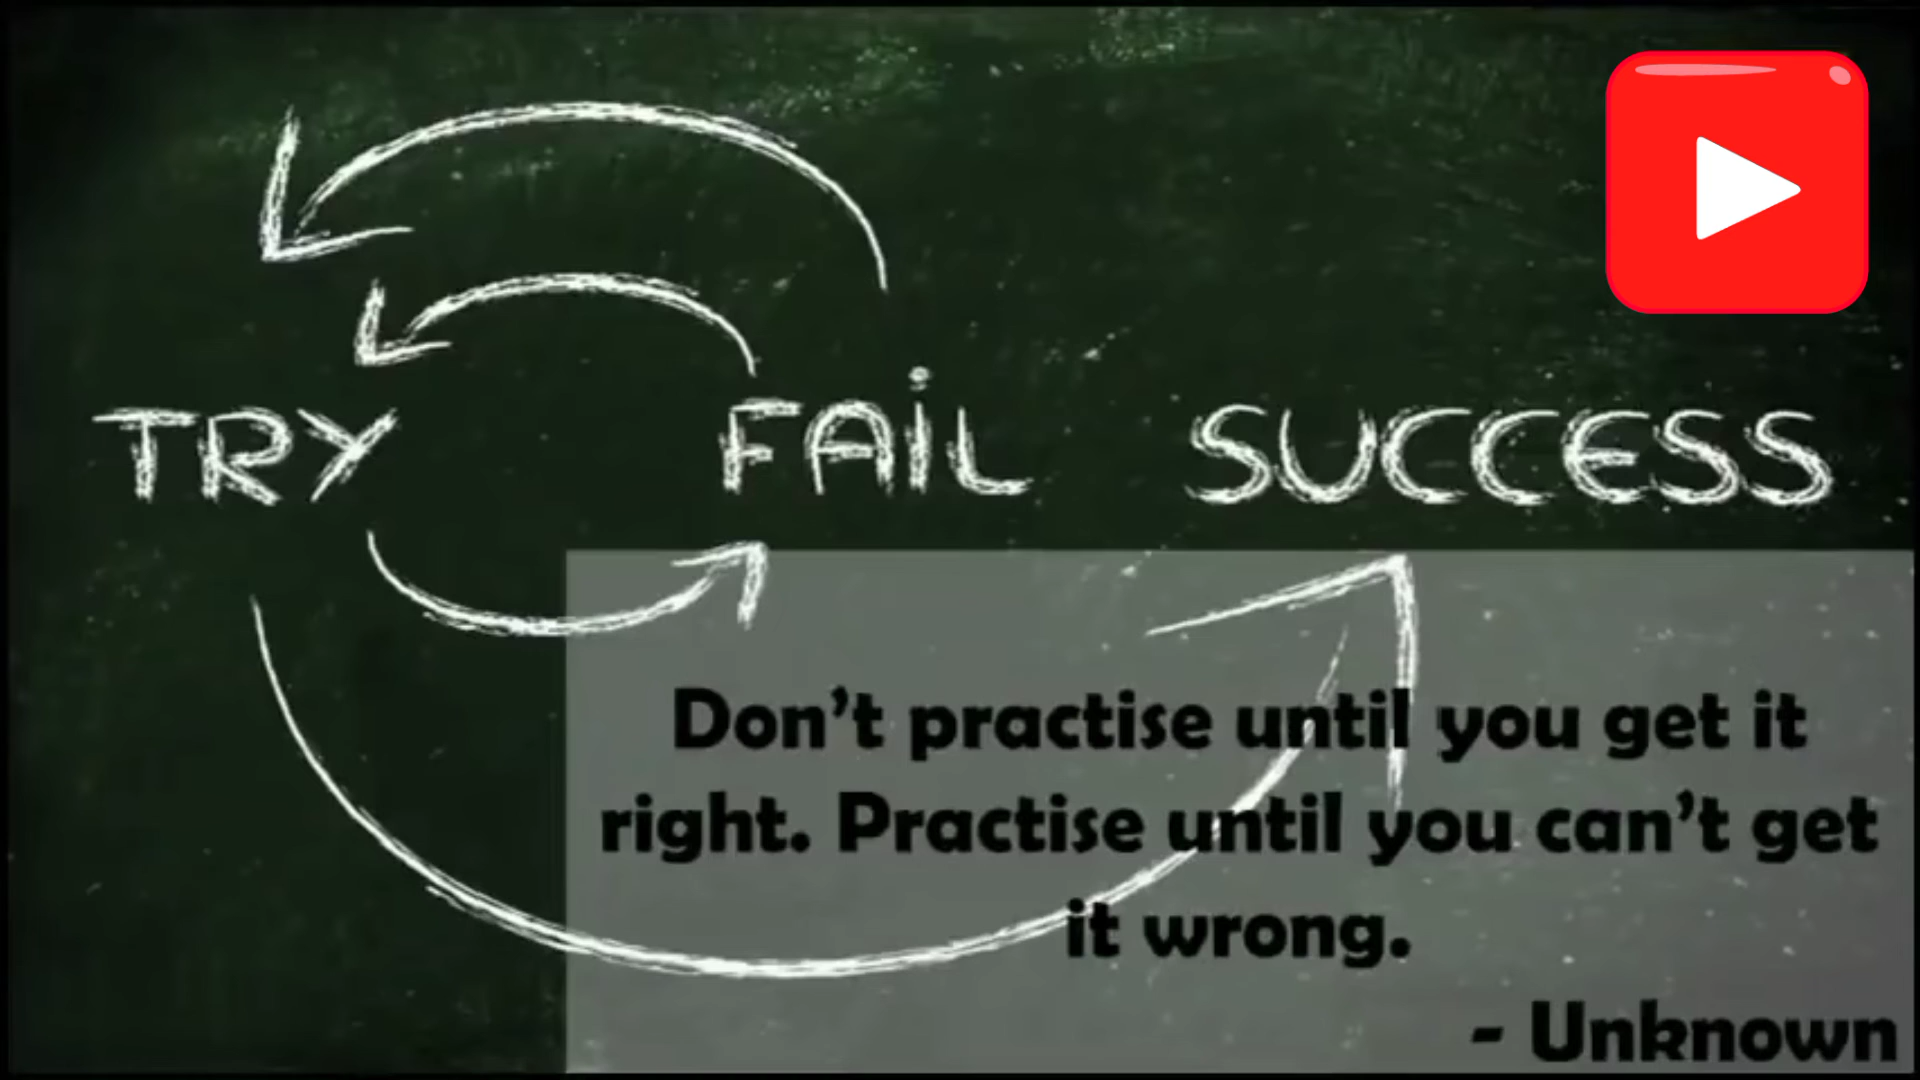 TRY FAiL SUCCESS
Don’t practise until you get it
right. Practise until you can’t get
it wrong.
- Unknown